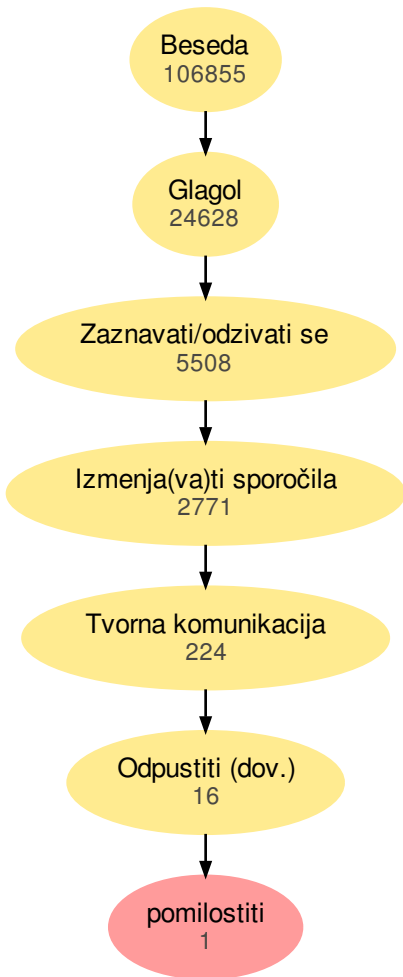 Beseda
106855
Glagol
24628
Zaznavati/odzivati se
5508
Izmenja(va)ti sporočila
2771
Tvorna komunikacija
224
Odpustiti (dov.)
16
pomilostiti
1